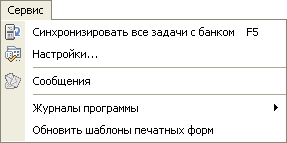 Сервис
Синхронизировать все задачи с банком F5
Настройки...
Сообщения
Журналы программы
Обновить шаблоны печатных форм